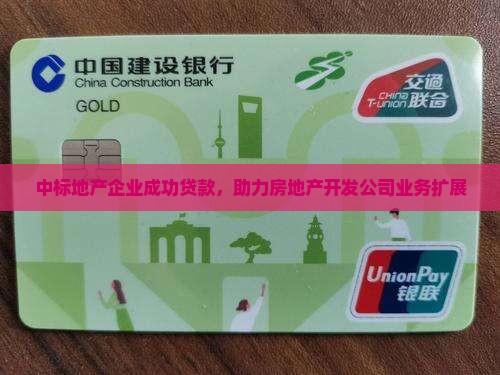 中国建设银行
China Construction Bank
GOLD
交通
CHINA
T-UNION 联合
中标地产企业成功贷款，助力房地产开发公司业务扩展
UnionPay
银联